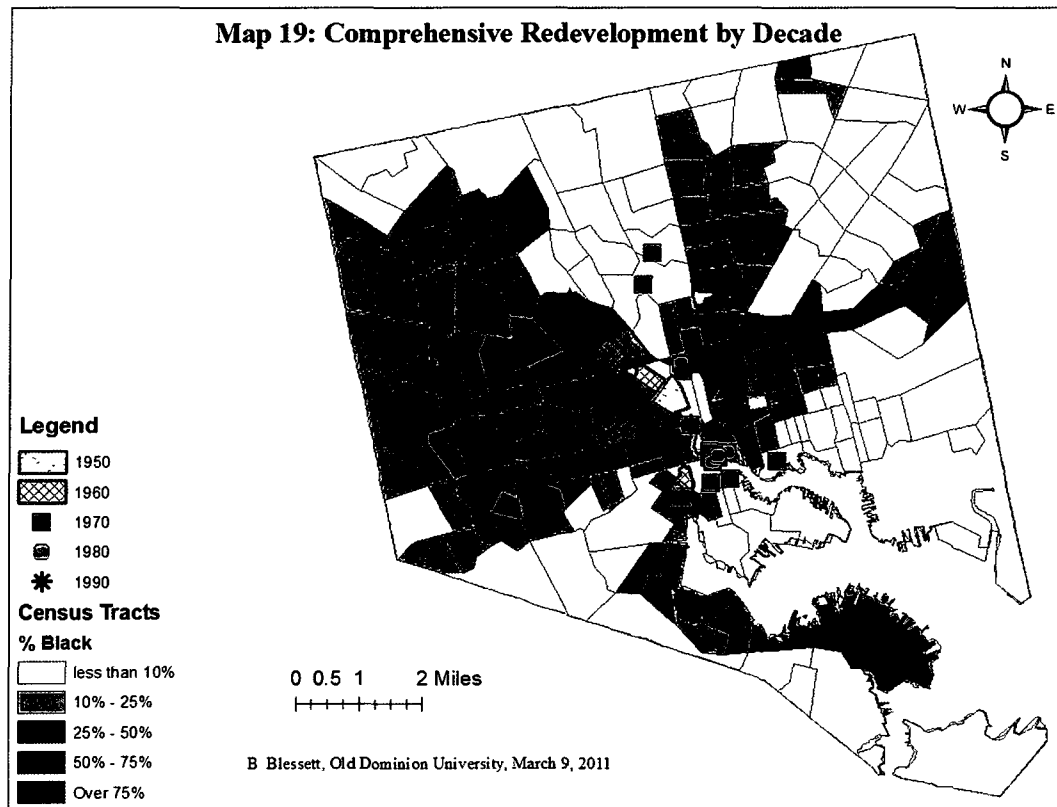 Map 19: Comprehensive Redevelopment by Decade
N
W E
S
Legend
1950
1960
1970
1980
1990
Census Tracts
% Black
less than 10%
10% - 25%
25% - 50%
50% - 75%
Over 75%
0 0.5 1 2 Miles
B Blessett, Old Dominion University, March 9, 2011